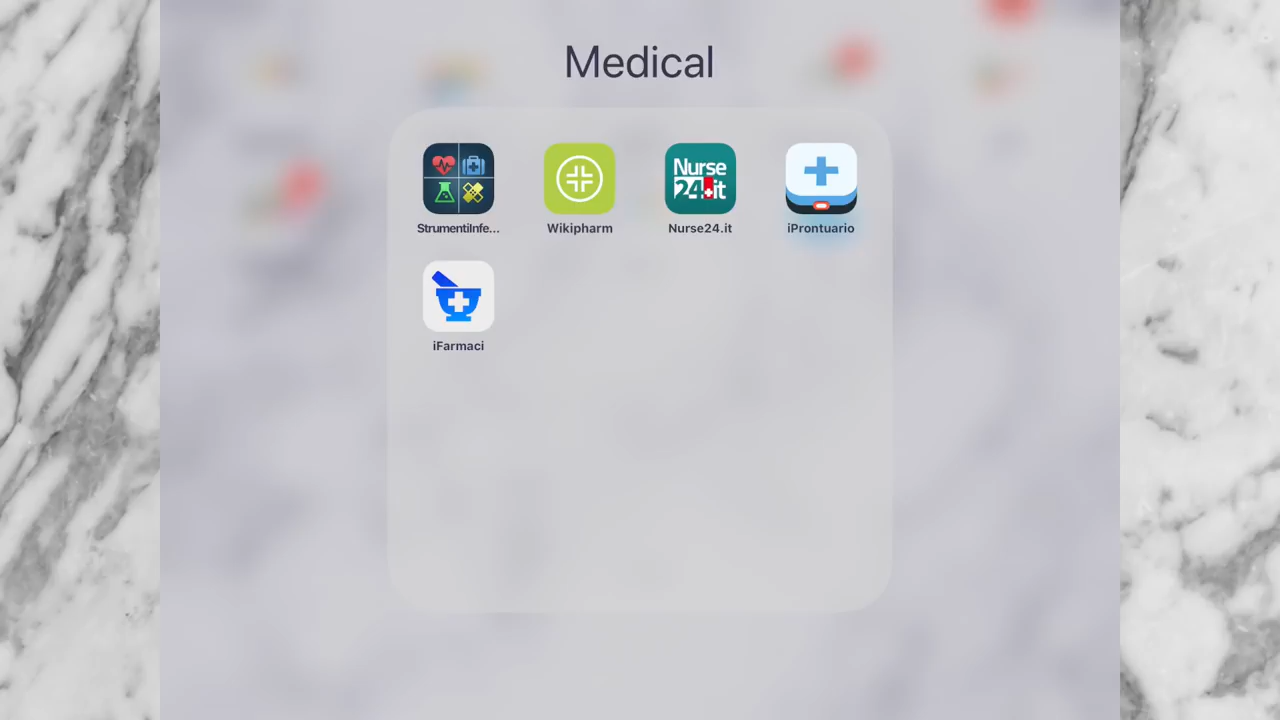 Medical
Nurse
24.it
StrumentiInfe...
Wikipharm
Nurse24.it
iProntuario
iFarmaci